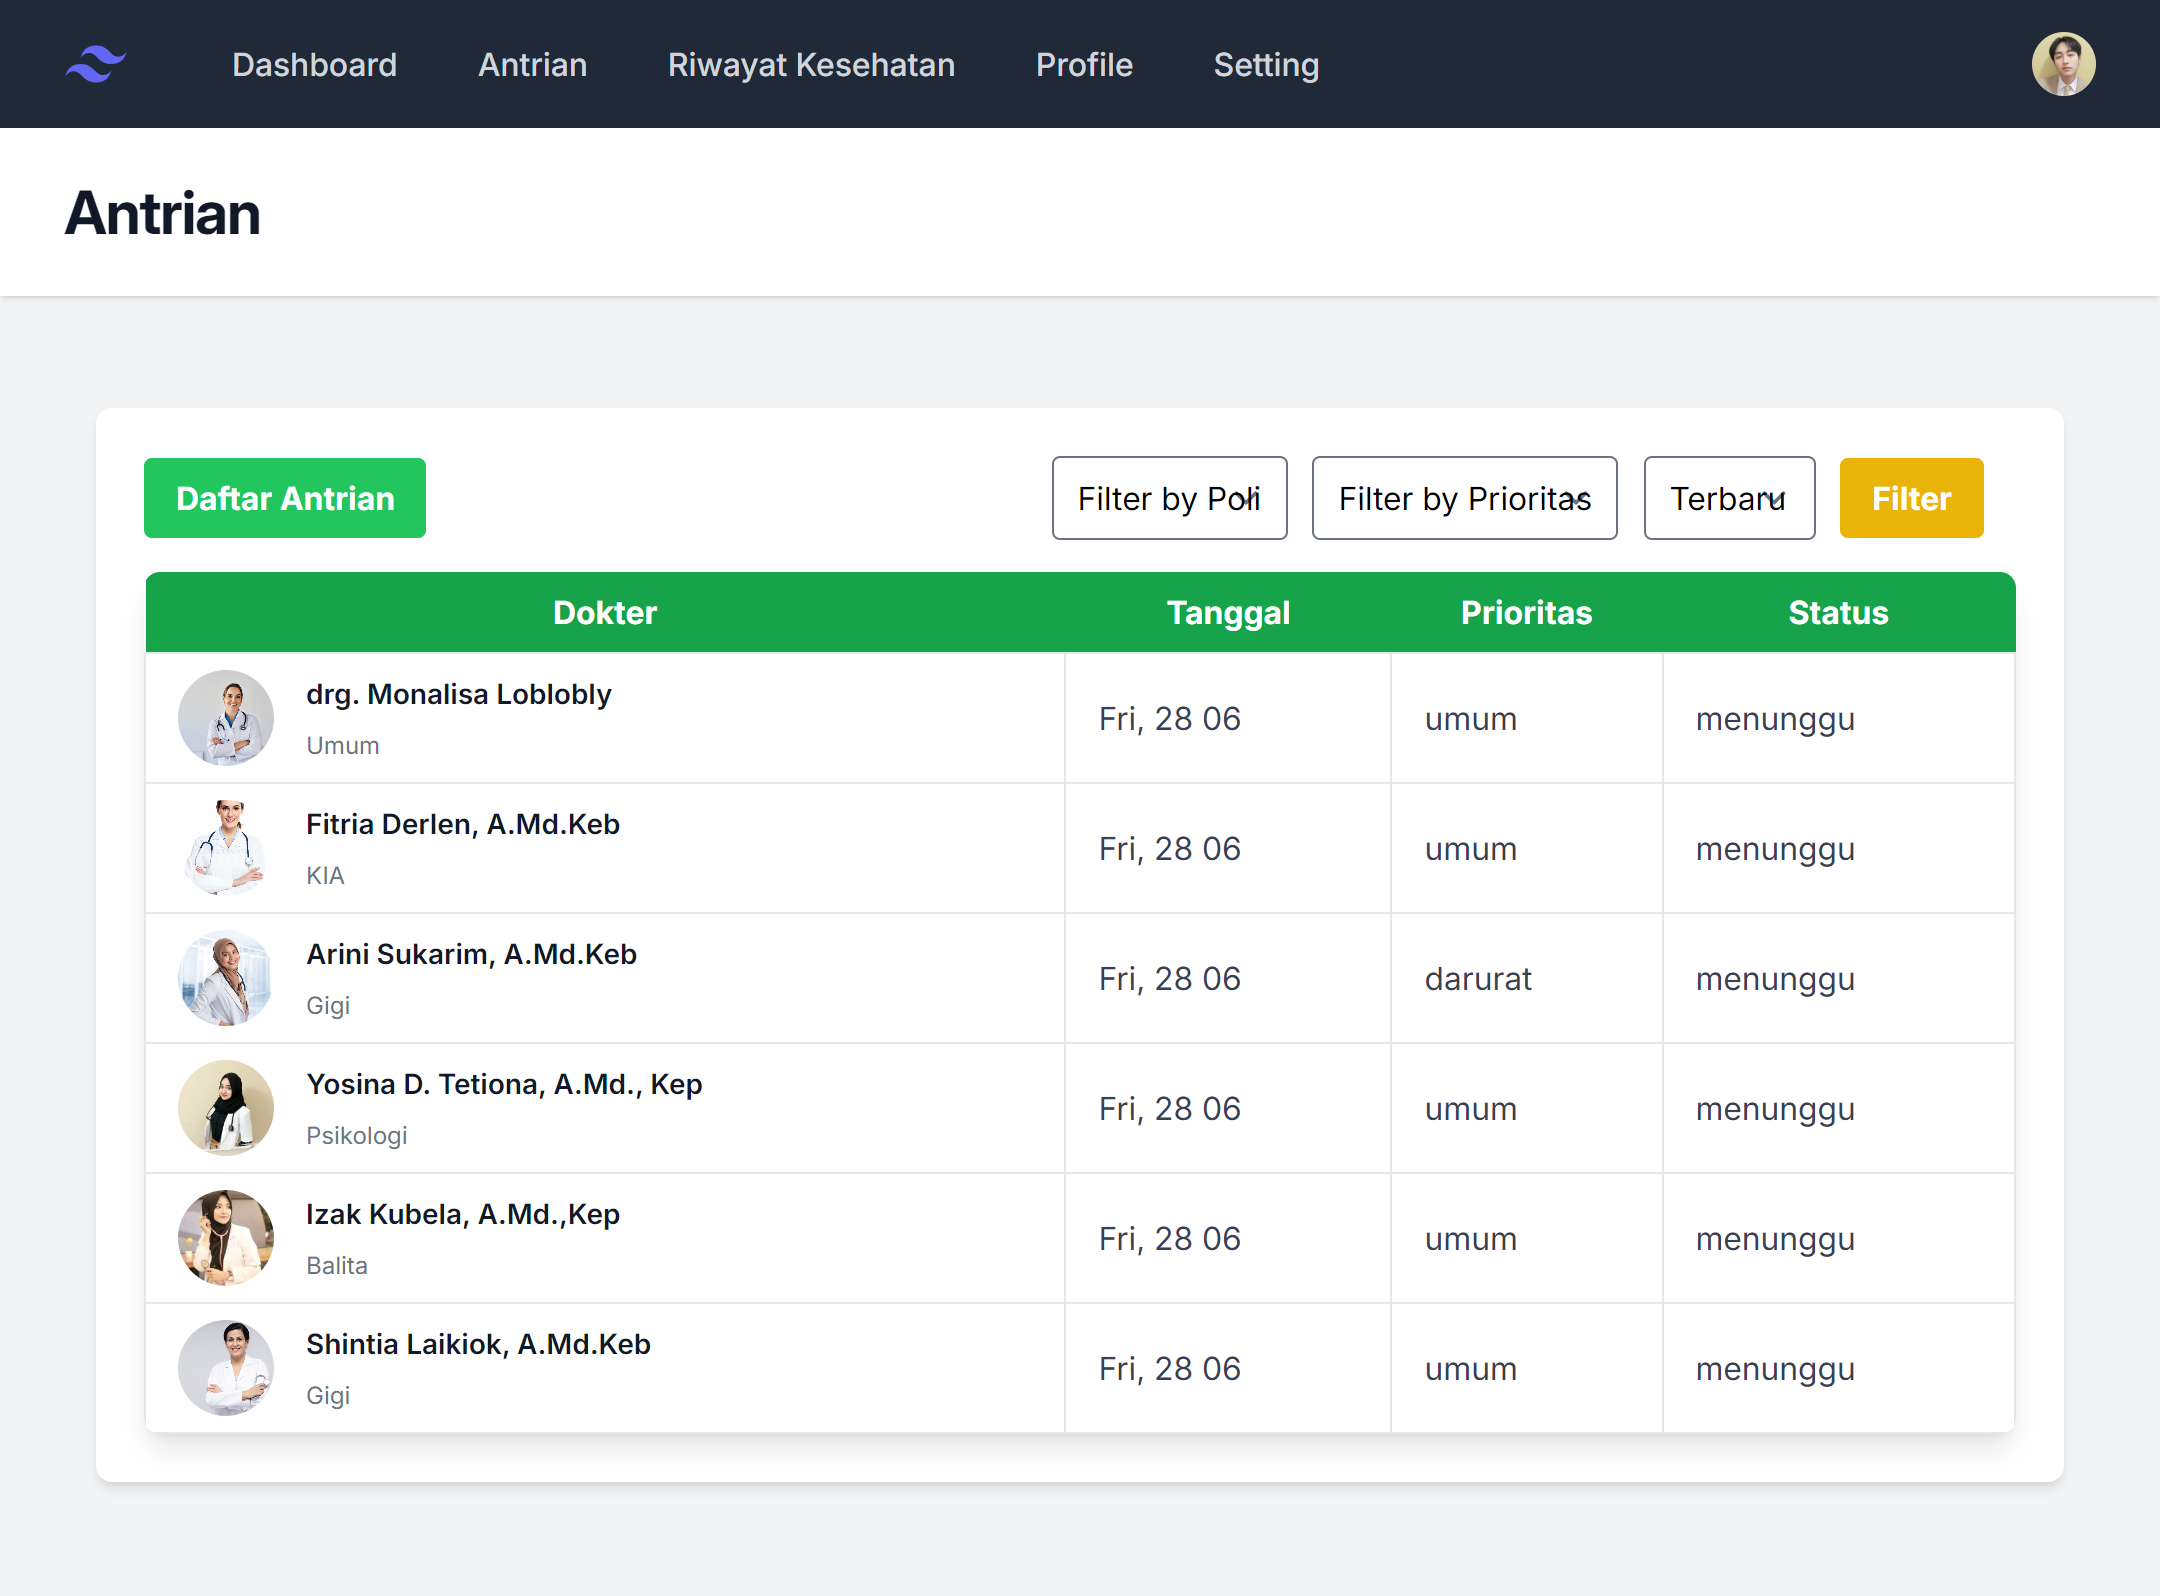 Dashboard Antrian Riwayat Kesehatan Profile Setting
Antrian
Daftar Antrian Filter by Poli Filter by Prioritas Terbaru Filter
Dokter Tanggal Prioritas Status
drg. Monalisa Loblobly
Umum
Fri, 28 06 umum menunggu
Fitria Derlen, A.Md.Keb
KIA
Fri, 28 06 umum menunggu
Arini Sukarim, A.Md.Keb
Gigi
Fri, 28 06 darurat menunggu
Yosina D. Tetiona, A.Md., Kep
Psikologi
Fri, 28 06 umum menunggu
Izak Kubela, A.Md.,Kep
Balita
Fri, 28 06 umum menunggu
Shintia Laikiok, A.Md.Keb
Gigi
Fri, 28 06 umum menunggu